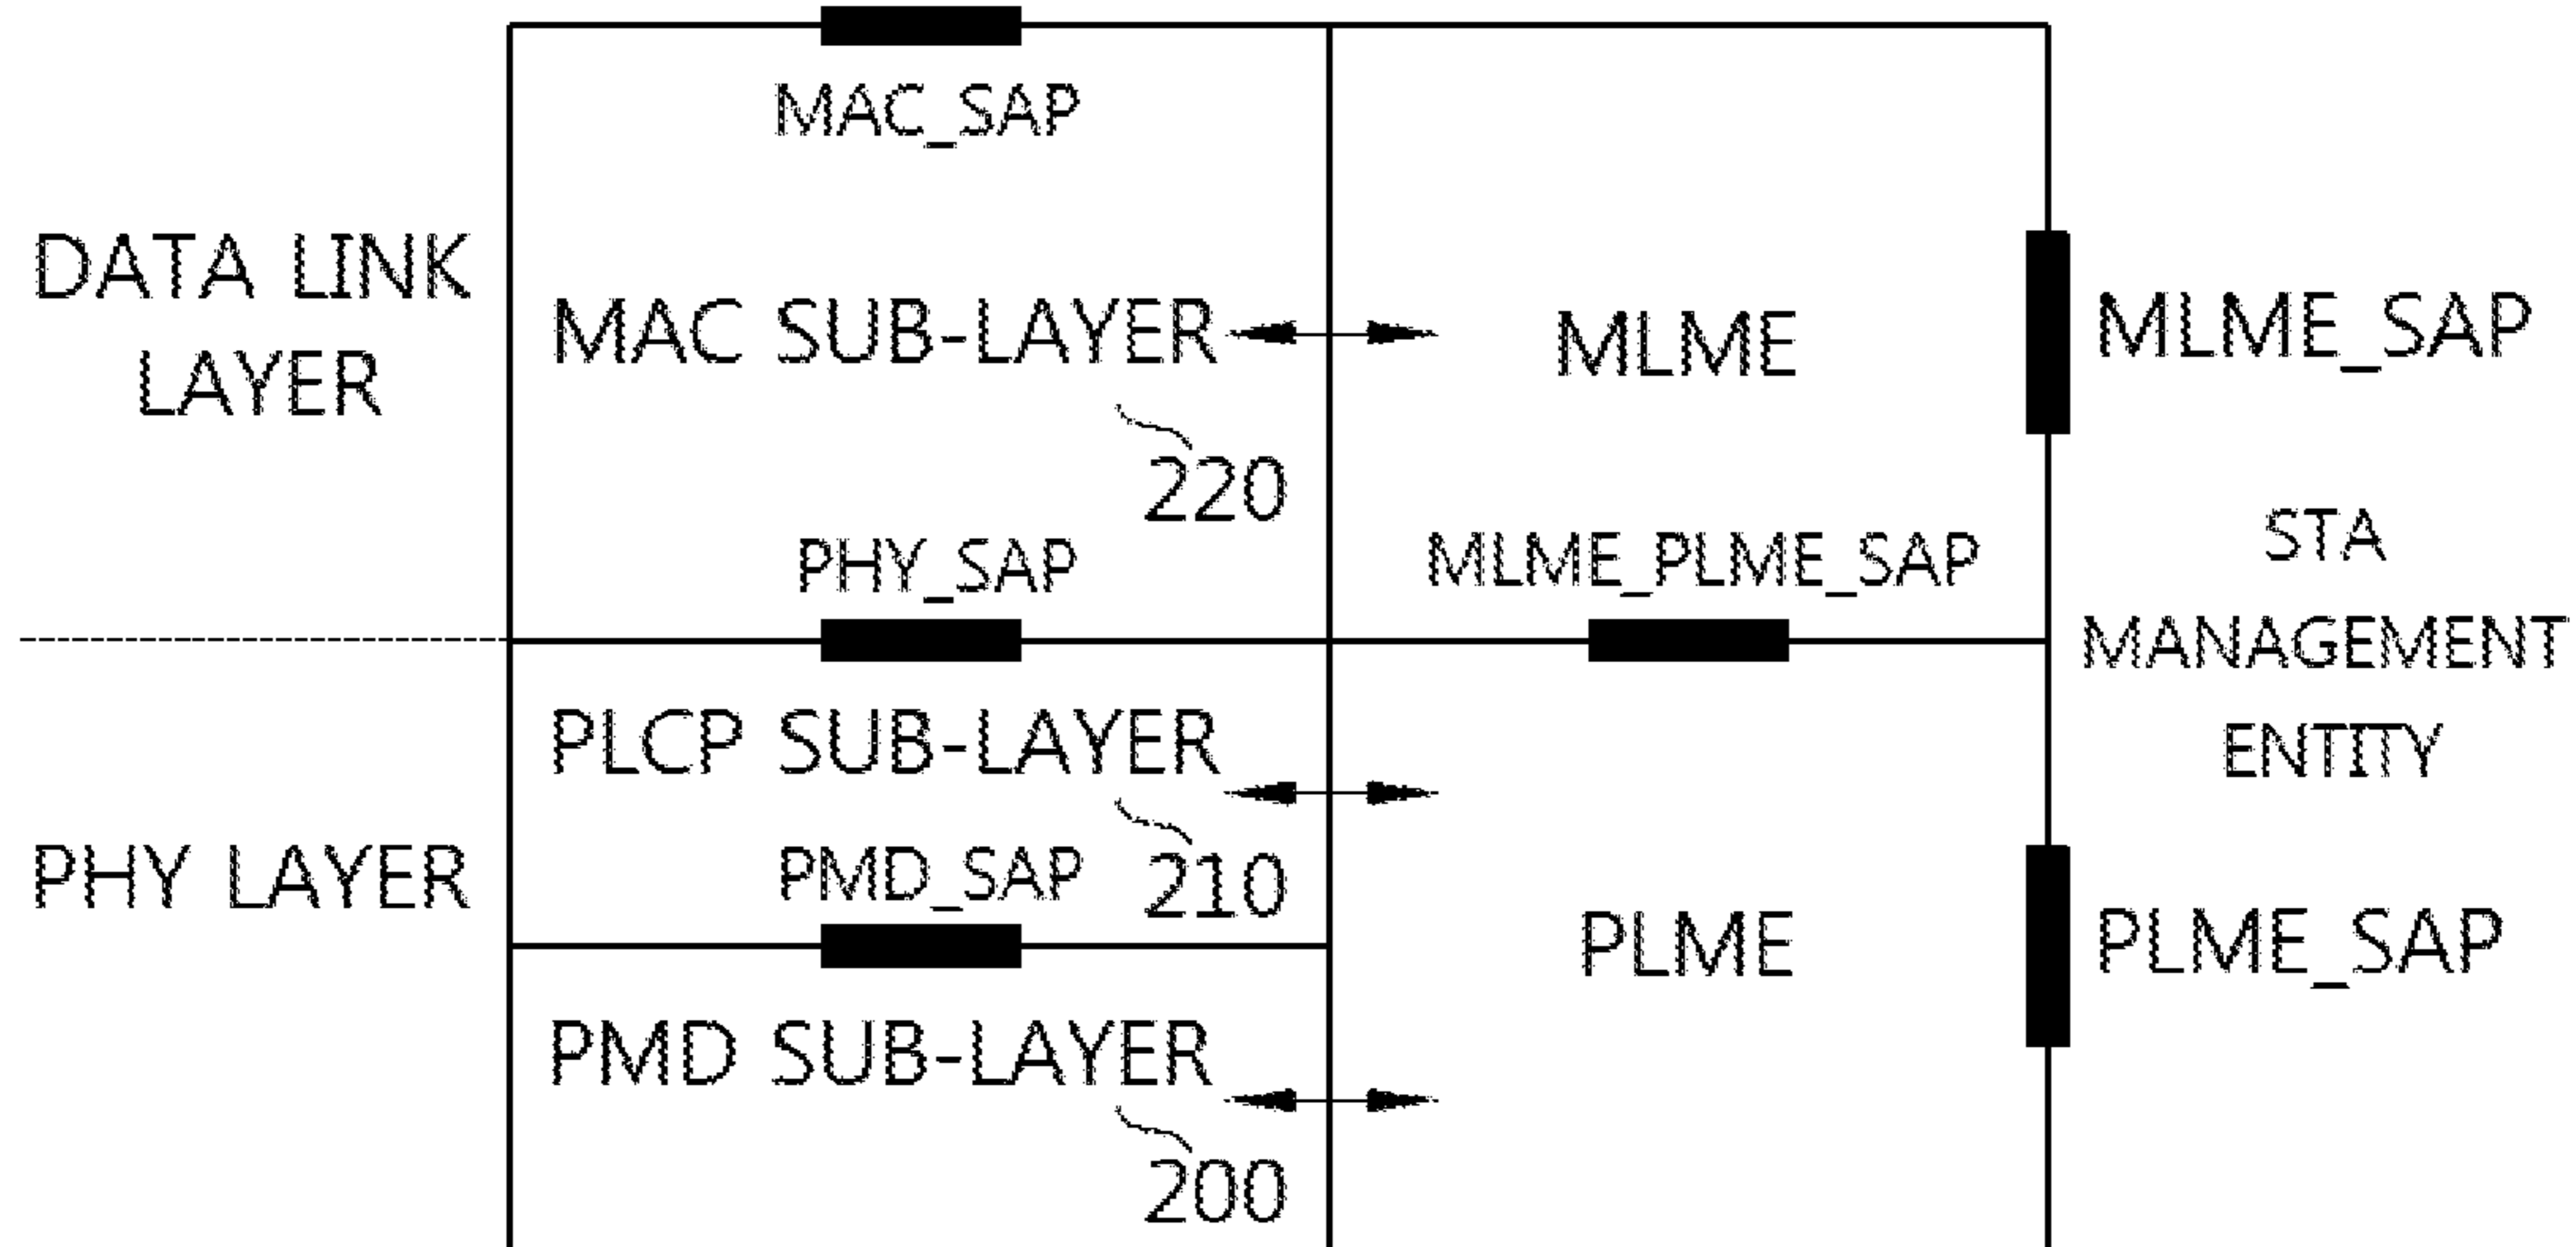 MAC_SAP
DATA LINK
LAYER
MAC SUB-LAYER
220
MLME
MLME_SAP
PHY_SAP
MLME_PLME_SAP
STA
MANAGEMENT
ENTITY
PLCP SUB-LAYER
210
PHY LAYER
PMD_SAP
PLME
PLME_SAP
PMD SUB-LAYER
200